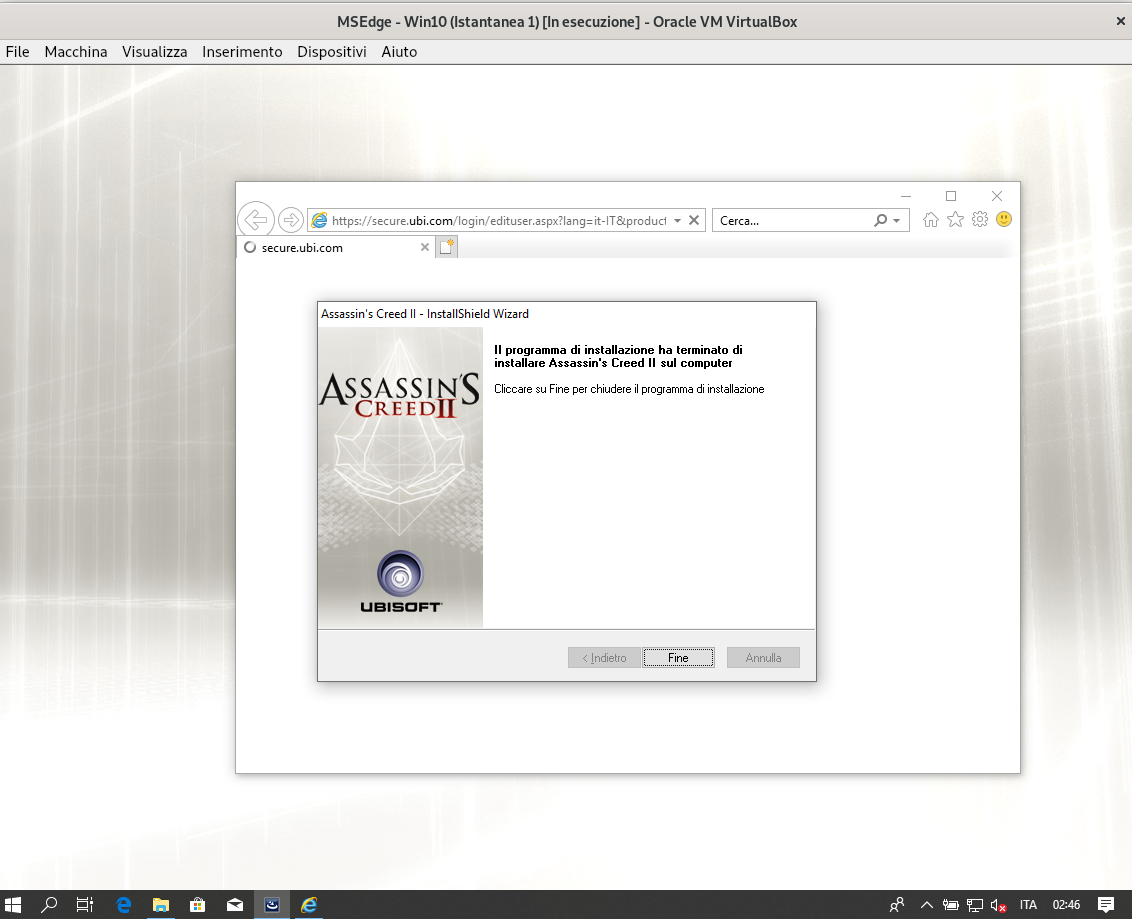 MSEdge - Win10 (Istantanea 1) [In esecuzione] - Oracle VM VirtualBox
File Macchina Visualizza Inserimento Dispositivi Aiuto
https://secure.ubi.com/login/edituser.aspx?lang=it-IT&product
Cerca...
secure.ubi.com
Assassin's Creed II - InstallShield Wizard
ASSASSIN'S
CREED II
UBISOFT
Il programma di installazione ha terminato di
installare Assassin's Creed II sul computer
Cliccare su Fine per chiudere il programma di installazione
< Indietro
Fine
Annulla
ITA
02:46